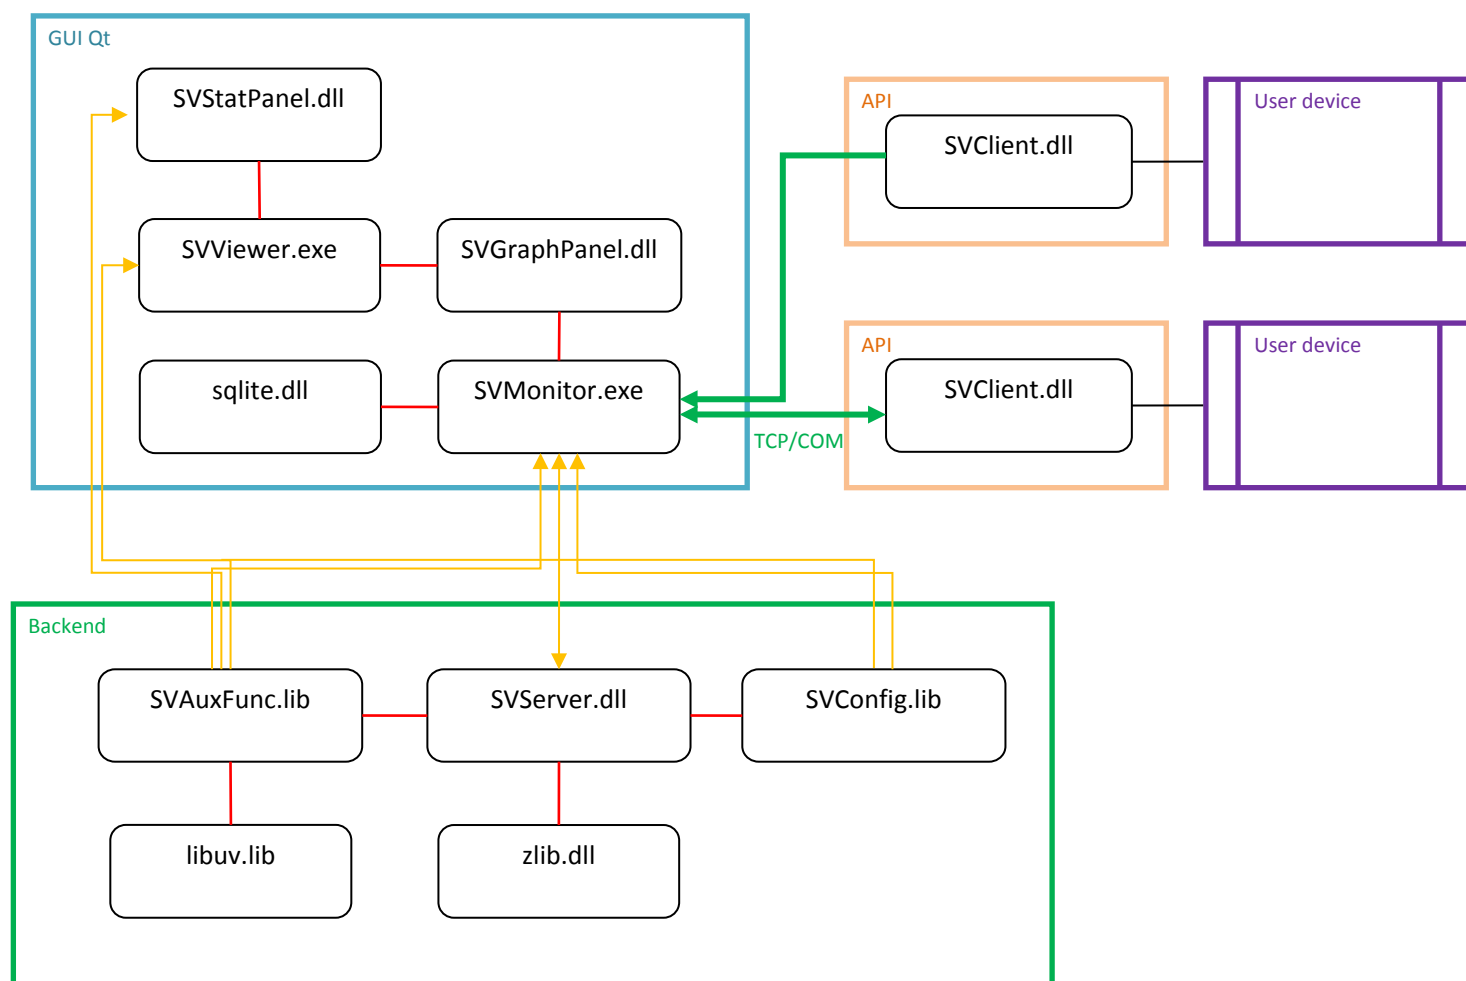 GUI Qt
SVStatPanel.dll
SVViewer.exe
SVGraphPanel.dll
sqlite.dll
SVMonitor.exe
API
SVClient.dll
User device
API
SVClient.dll
User device
TCP/COM
Backend
SVAuxFunc.lib
SVServer.dll
SVConfig.lib
libuv.lib
zlib.dll